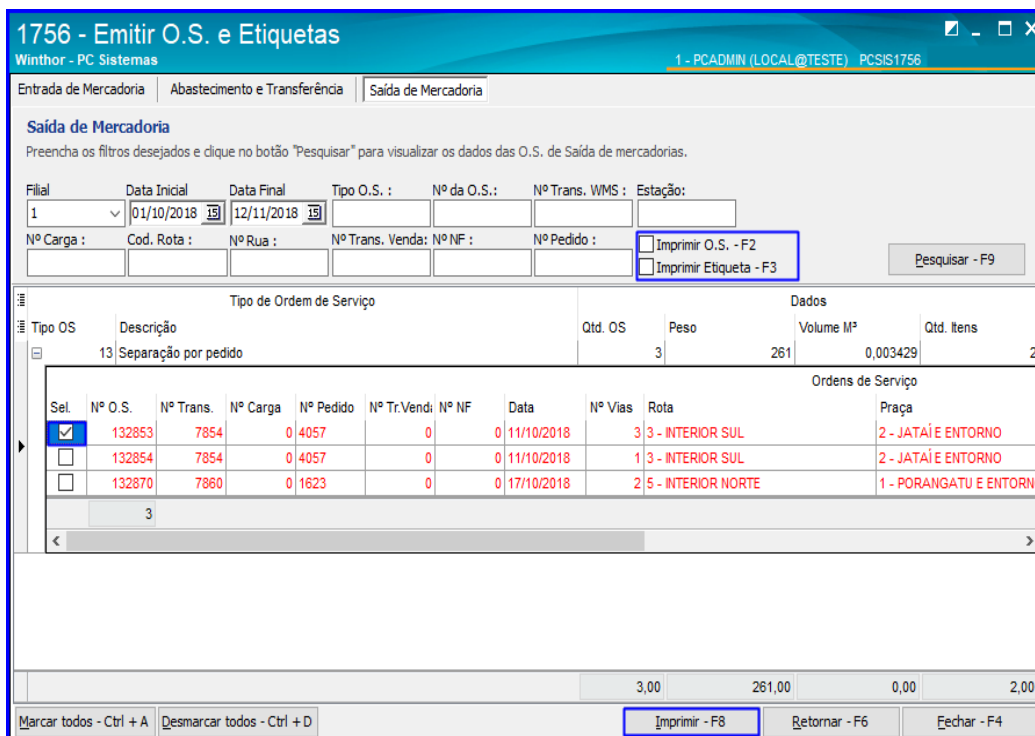 1756 - Emitir O.S. e Etiquetas
Winthor - PC Sistemas
1 - PCADMIN (LOCAL@TESTE) PCSIS1756
Entrada de Mercadoria Abastecimento e Transferência Saída de Mercadoria
Saída de Mercadoria
Preencha os filtros desejados e clique no botão "Pesquisar" para visualizar os dados das O.S. de Saída de mercadorias.
Filial Data Inicial Data Final Tipo O.S. : Nº da O.S.: Nº Trans. WMS : Estação:
1 01/10/2018 15 12/11/2018 15
Nº Carga : Cod. Rota : Nº Rua : Nº Trans. Venda: Nº NF : Nº Pedido :
Imprimir O.S. - F2
Imprimir Etiqueta - F3
Pesquisar - F9
Tipo de Ordem de Serviço Dados
Tipo OS Descrição Qtd. OS Peso Volume M³ Qtd. Itens
13 Separação por pedido 3 261 0,003429 2
Ordens de Serviço
Sel. Nº O.S. Nº Trans. Nº Carga Nº Pedido Nº Tr.Venda Nº NF Data Nº Vias Rota Praça
132853 7854 0 4057 0 0 11/10/2018 3 3 - INTERIOR SUL 2 - JATAÍ E ENTORNO
132854 7854 0 4057 0 0 11/10/2018 1 3 - INTERIOR SUL 2 - JATAÍ E ENTORNO
132870 7860 0 1623 0 0 17/10/2018 2 5 - INTERIOR NORTE 1 - PORANGATU E ENTORN
3
3,00 261,00 0,00 2,00
Marcar todos - Ctrl + A Desmarcar todos - Ctrl + D Imprimir - F8 Retornar - F6 Fechar - F4